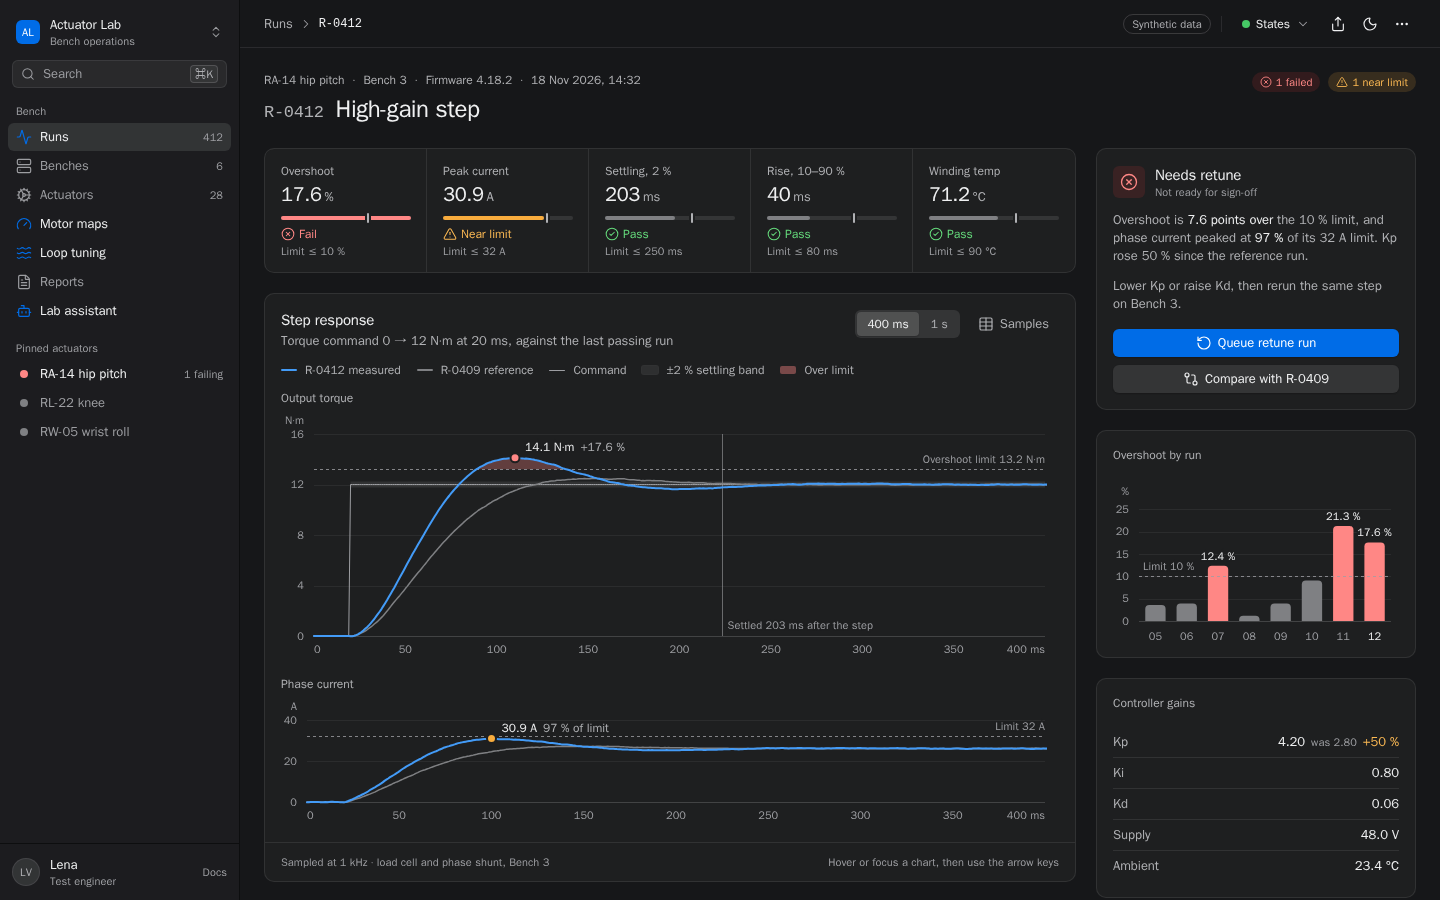 AL
Actuator Lab
Bench operations
Search ⌘K
Bench
Runs 412
Benches 6
Actuators 28
Motor maps
Loop tuning
Reports
Lab assistant
Pinned actuators
RA-14 hip pitch 1 failing
RL-22 knee
RW-05 wrist roll
LV
Lena
Test engineer
Docs
Runs > R-0412
Synthetic data
States
RA-14 hip pitch · Bench 3 · Firmware 4.18.2 · 18 Nov 2026, 14:32
R-0412 High-gain step
1 failed
1 near limit
Overshoot
17.6 %
Fail
Limit ≤ 10 %
Peak current
30.9 A
Near limit
Limit ≤ 32 A
Settling, 2 %
203 ms
Pass
Limit ≤ 250 ms
Rise, 10–90 %
40 ms
Pass
Limit ≤ 80 ms
Winding temp
71.2 °C
Pass
Limit ≤ 90 °C
Step response
Torque command 0 → 12 N·m at 20 ms, against the last passing run
400 ms 1 s
Samples
R-0412 measured R-0409 reference Command ±2 % settling band Over limit
Output torque
N·m
16
12
8
4
0
14.1 N·m +17.6 %
Overshoot limit 13.2 N·m
Settled 203 ms after the step
0 50 100 150 200 250 300 350 400 ms
Phase current
A
40
20
0
30.9 A 97 % of limit
Limit 32 A
0 50 100 150 200 250 300 350 400 ms
Sampled at 1 kHz · load cell and phase shunt, Bench 3
Hover or focus a chart, then use the arrow keys
Needs retune
Not ready for sign-off
Overshoot is 7.6 points over the 10 % limit, and
phase current peaked at 97 % of its 32 A limit. Kp
rose 50 % since the reference run.
Lower Kp or raise Kd, then rerun the same step
on Bench 3.
Queue retune run
Compare with R-0409
Overshoot by run
%
25
20
15
10
5
0
Limit 10 %
12.4 %
21.3 %
17.6 %
05 06 07 08 09 10 11 12
Controller gains
Kp 4.20 was 2.80 +50 %
Ki 0.80
Kd 0.06
Supply 48.0 V
Ambient 23.4 °C